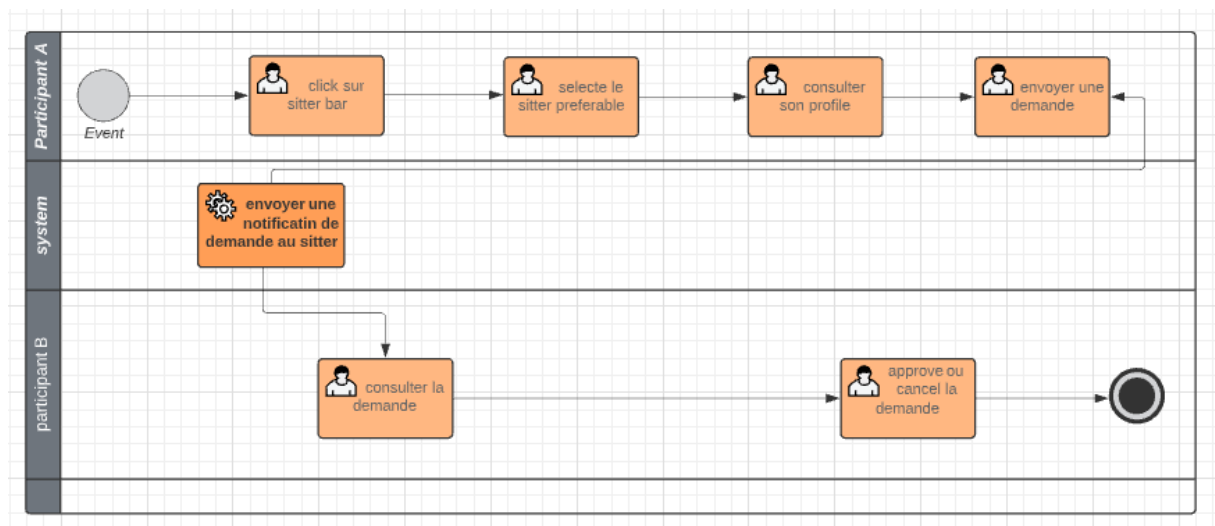 Participant A
Event
click sur
sitter bar
selecte le
sitter preferable
consulter
son profile
envoyer une
demande
system
envoyer une
notificatin de
demande au sitter
participant B
consulter la
demande
approve ou
cancel la
demande